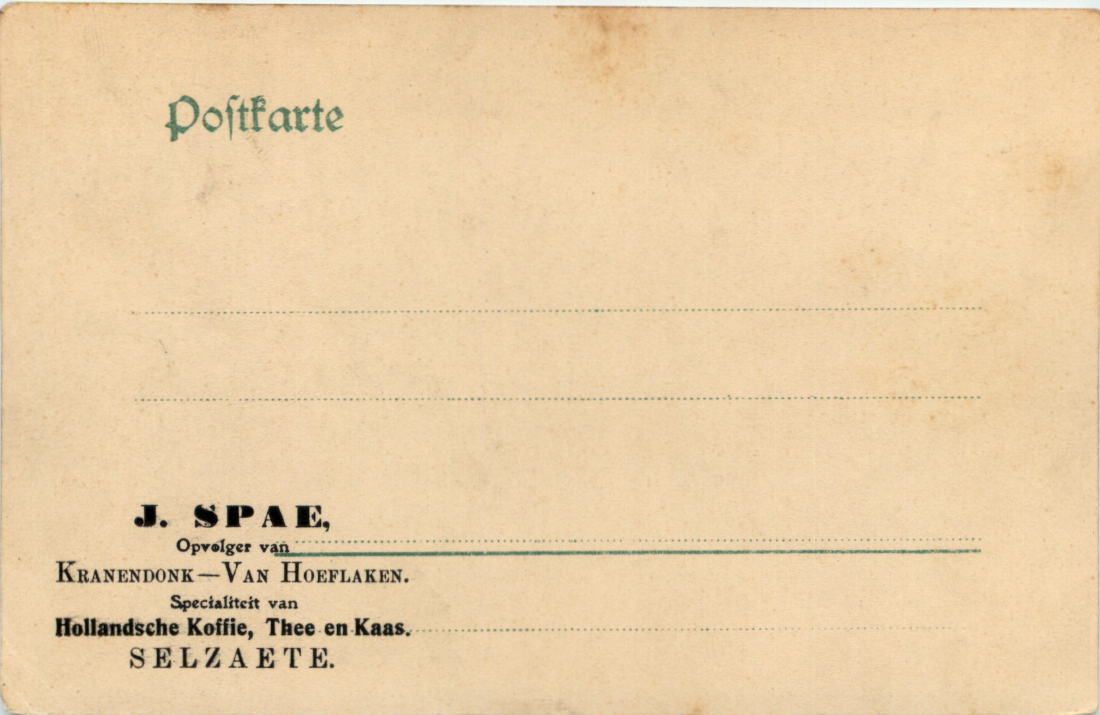 Poſtkarte
J. SPAE,
Opvolger van
KRANENDONK—VAN HOEFLAKEN.
Specialiteit van
Hollandsche Koffie, Thee en Kaas.
SELZAETE.